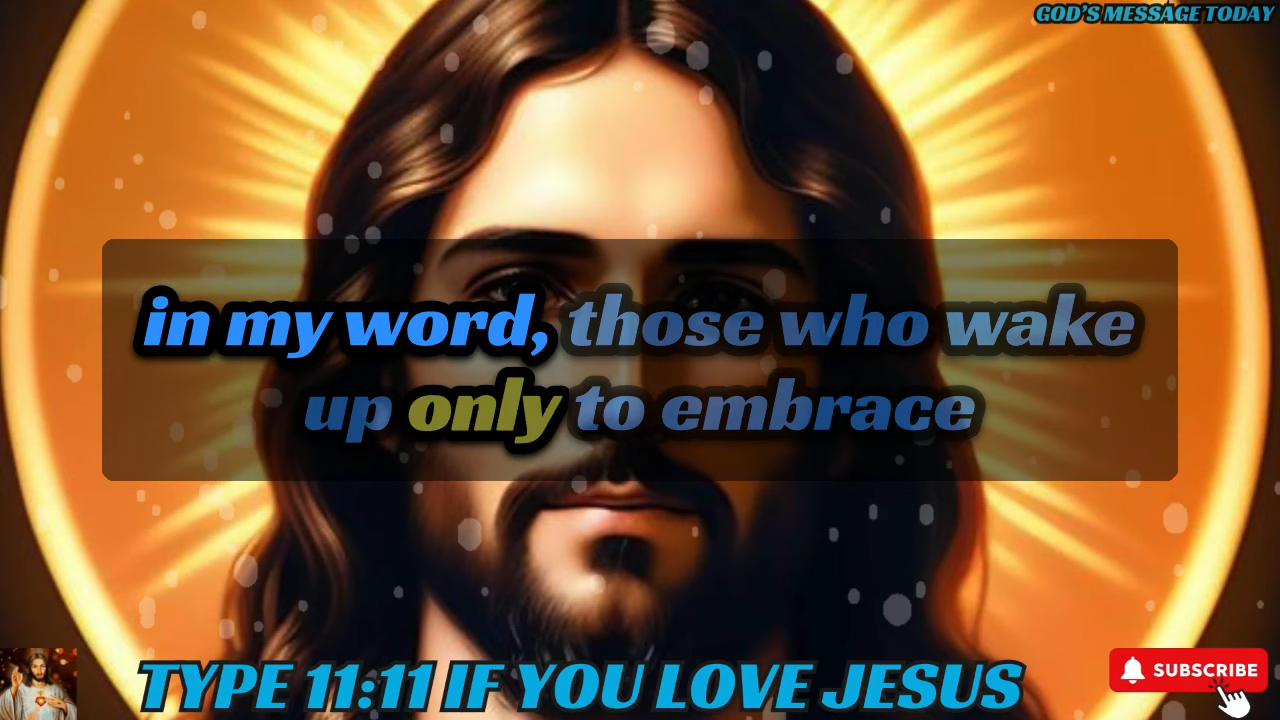 GOD'S MESSAGE TODAY
in my word, those who wake
up only to embrace
TYPE 11:11 IF YOU LOVE JESUS
SUBSCRIBE